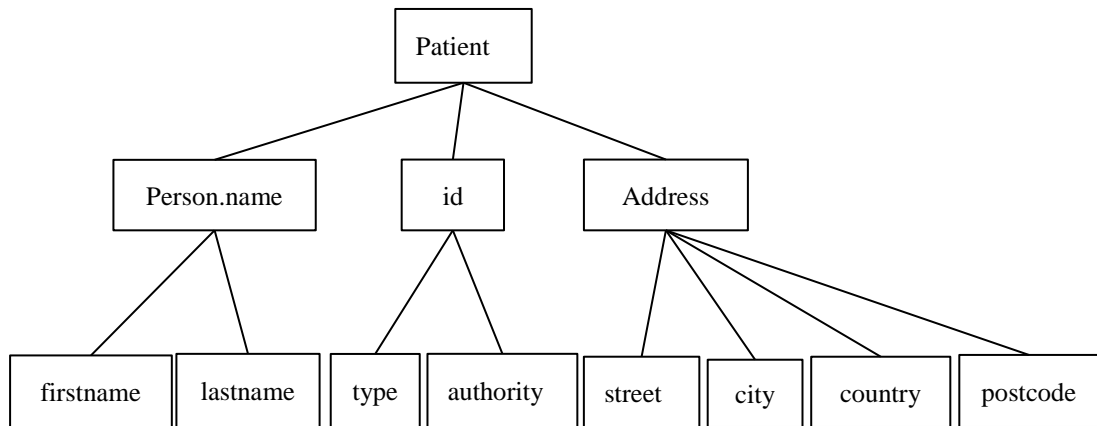 Patient
Person.name
id
Address
firstname
lastname
type
authority
street
city
country
postcode